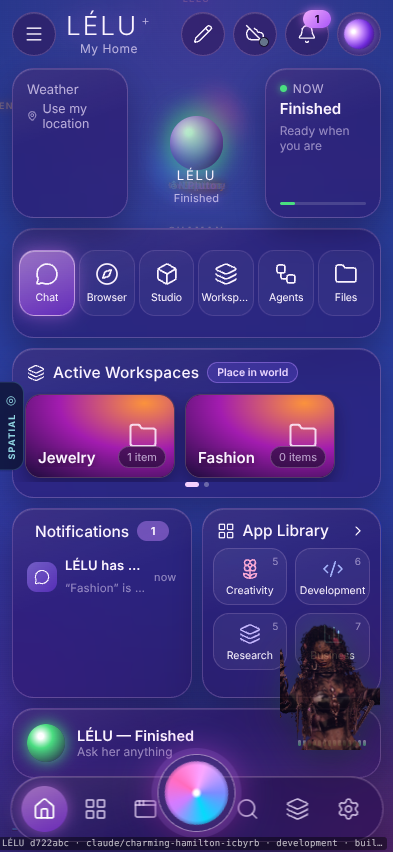 LÉLU +
My Home
1
Weather
Use my
location
NOW
Finished
Ready when
you are
LÉLU
Finished
Chat
Browser
Studio
Worksp...
Agents
Files
Active Workspaces
Place in world
SPATIAL
Jewelry
1 item
Fashion
0 items
Notifications
1
LÉLU has ...
now
“Fashion” is ...
App Library
5
Creativity
6
Development
5
Research
7
LÉLU — Finished
Ask her anything
LÉLU d722abc · claude/charming-hamilton-icbyrb · development · buil…